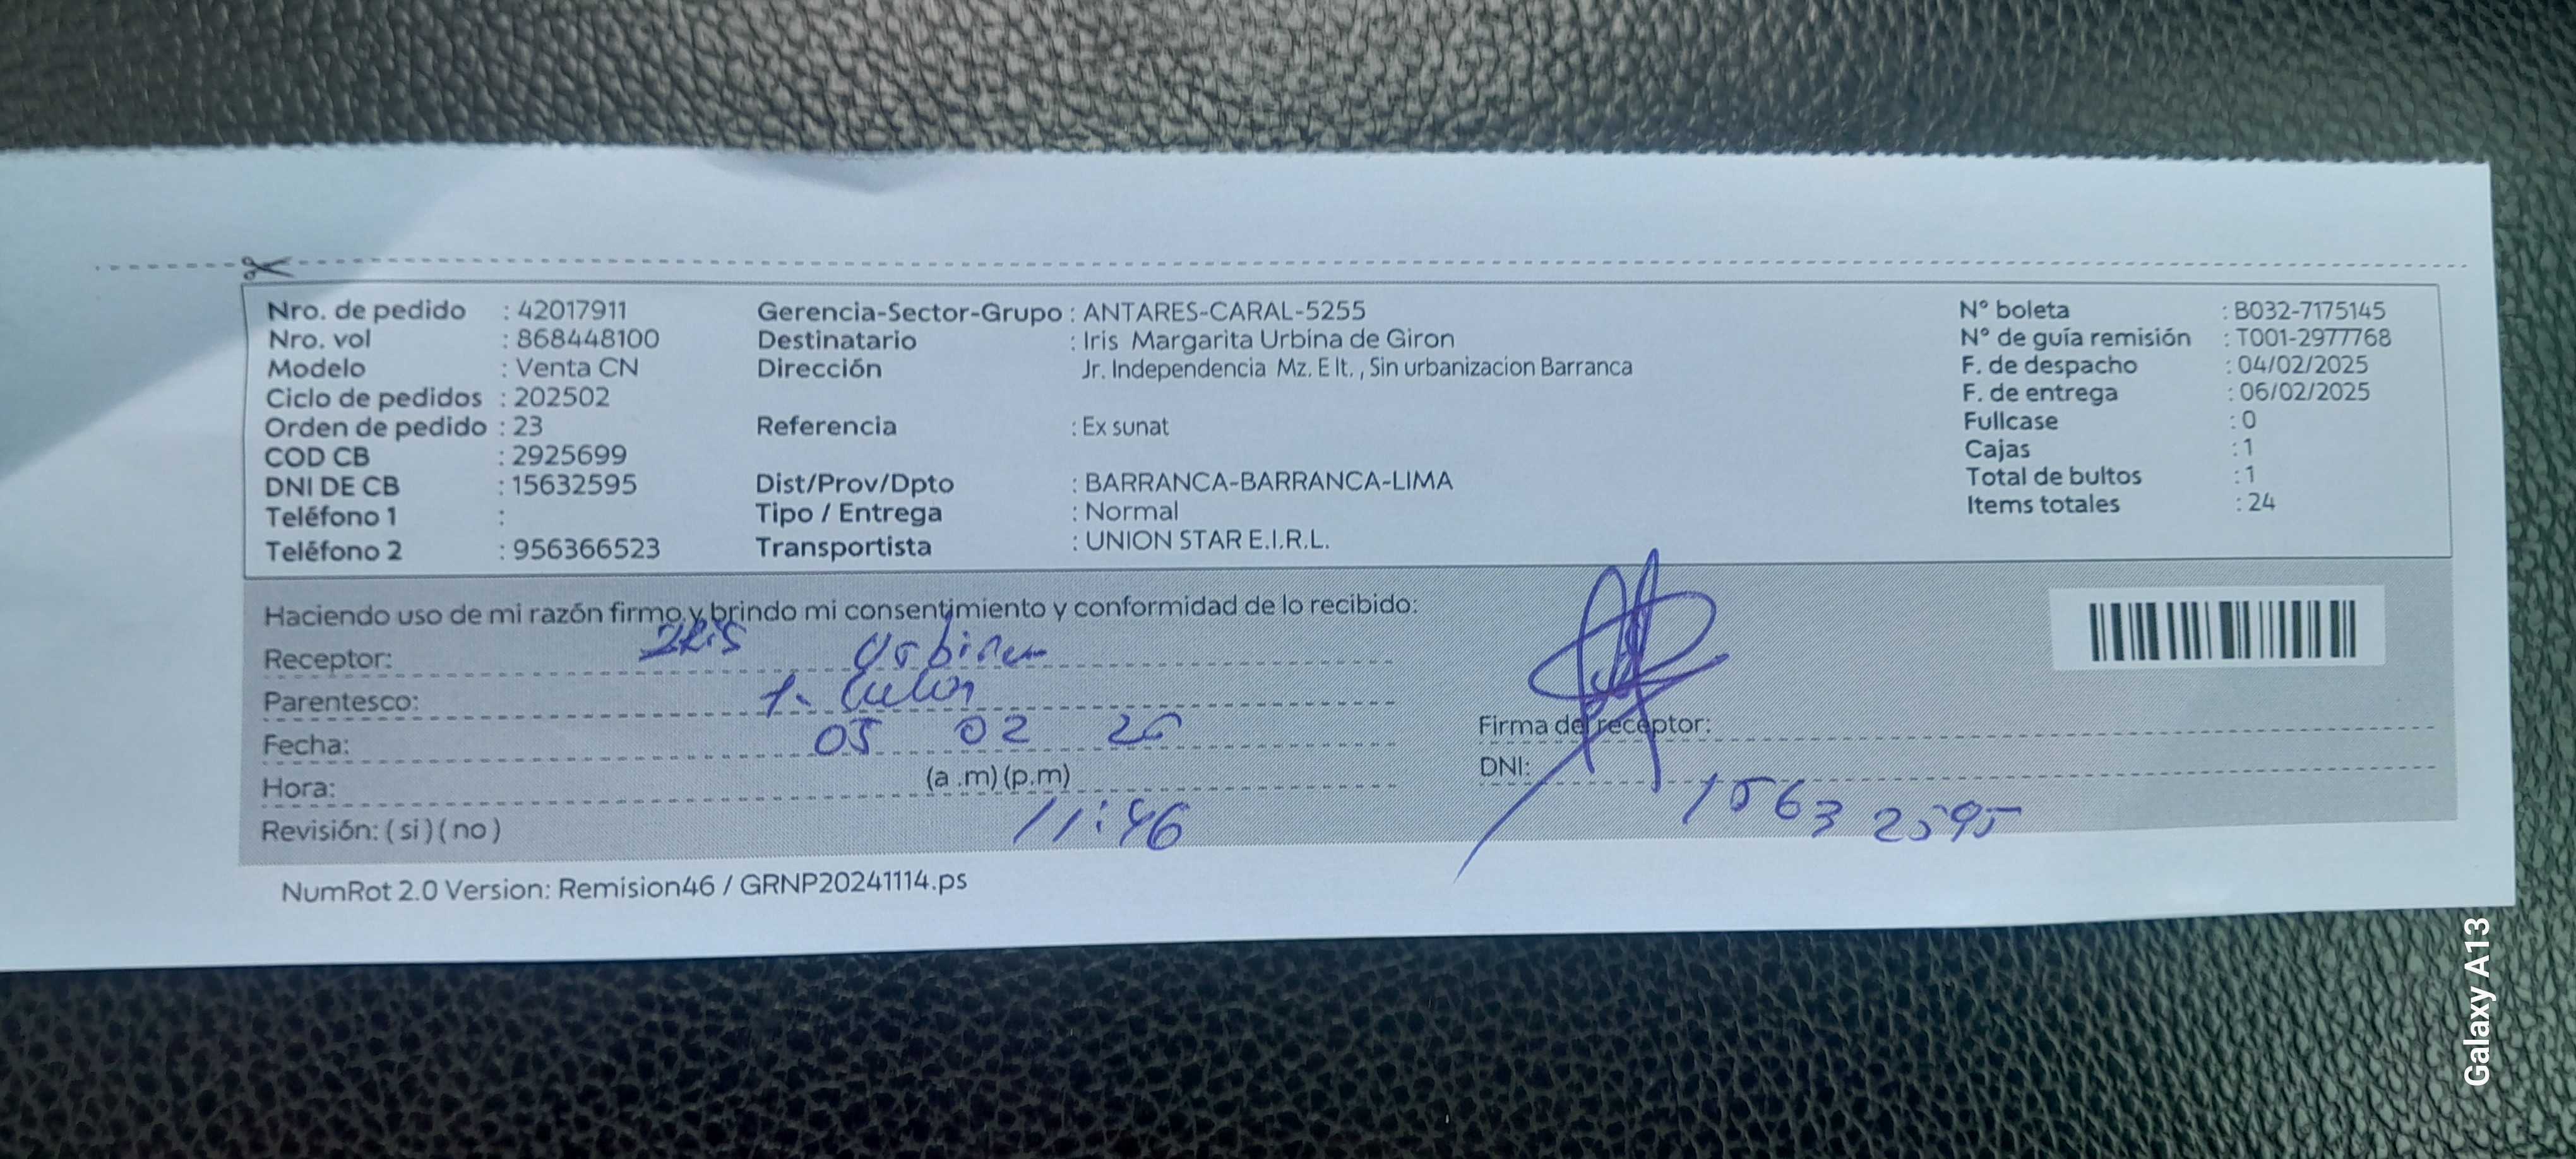 Nro. de pedido : 42017911
Nro. vol : 868448100
Modelo : Venta CN
Ciclo de pedidos : 202502
Orden de pedido : 23
COD CB : 2925699
DNI DE CB : 15632595
Teléfono 1 :
Teléfono 2 : 956366523
Gerencia-Sector-Grupo : ANTARES-CARAL-5255
Destinatario : Iris Margarita Urbina de Giron
Dirección Jr. Independencia Mz. E lt. , Sin urbanizacion Barranca
Referencia : Ex sunat
Dist/Prov/Dpto : BARRANCA-BARRANCA-LIMA
Tipo / Entrega : Normal
Transportista : UNION STAR E.I.R.L.
N° boleta : B032-7175145
N° de guía remisión : T001-2977768
F. de despacho : 04/02/2025
F. de entrega : 06/02/2025
Fullcase : 0
Cajas : 1
Total de bultos : 1
Items totales : 24
Haciendo uso de mi razón firmo y brindo mi consentimiento y conformidad de lo recibido:
Receptor: Iris Urbina
Parentesco:
Fecha: 05 02
Hora: (a .m) (p.m)
11:46
Revisión: ( si ) ( no )
Firma del receptor:
DNI:
15632595
NumRot 2.0 Version: Remision46 / GRNP20241114.ps
Galaxy A13